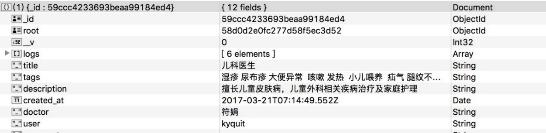 (1) {_id : 59ccc4233693beaa99184ed4} { 12 fields } Document
_id 59ccc4233693beaa99184ed4 ObjectId
root 58d0d2e0fc277d58f5ec3d52 ObjectId
__v 0 Int32
logs [ 6 elements ] Array
title 儿科医生 String
tags 湿疹 尿布疹 大便异常 咳嗽 发热 小儿喂养 疝气 腿纹不... String
description 擅长儿童皮肤病，儿童外科相关疾病治疗及家庭护理 String
created_at 2017-03-21T07:14:49.552Z Date
doctor 符娟 String
user kyquit String